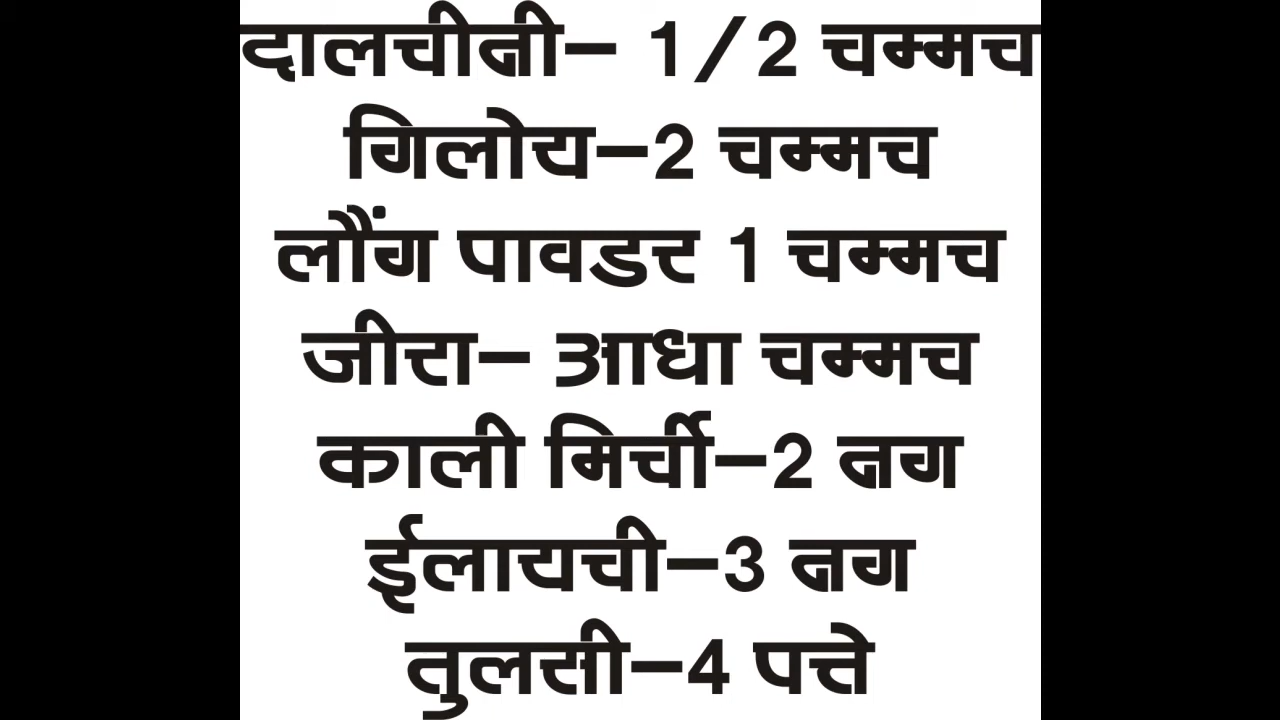 दालचीनी– 1/2 चम्मच
गिलोय–2 चम्मच
लौंग पावडर 1 चम्मच
जीरा– आधा चम्मच
काली मिर्ची–2 नग
ईलायची–3 नग
तुलसी–4 पत्ते